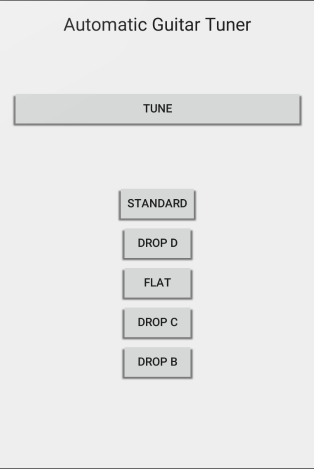 Automatic Guitar Tuner
TUNE
STANDARD
DROP D
FLAT
DROP C
DROP B